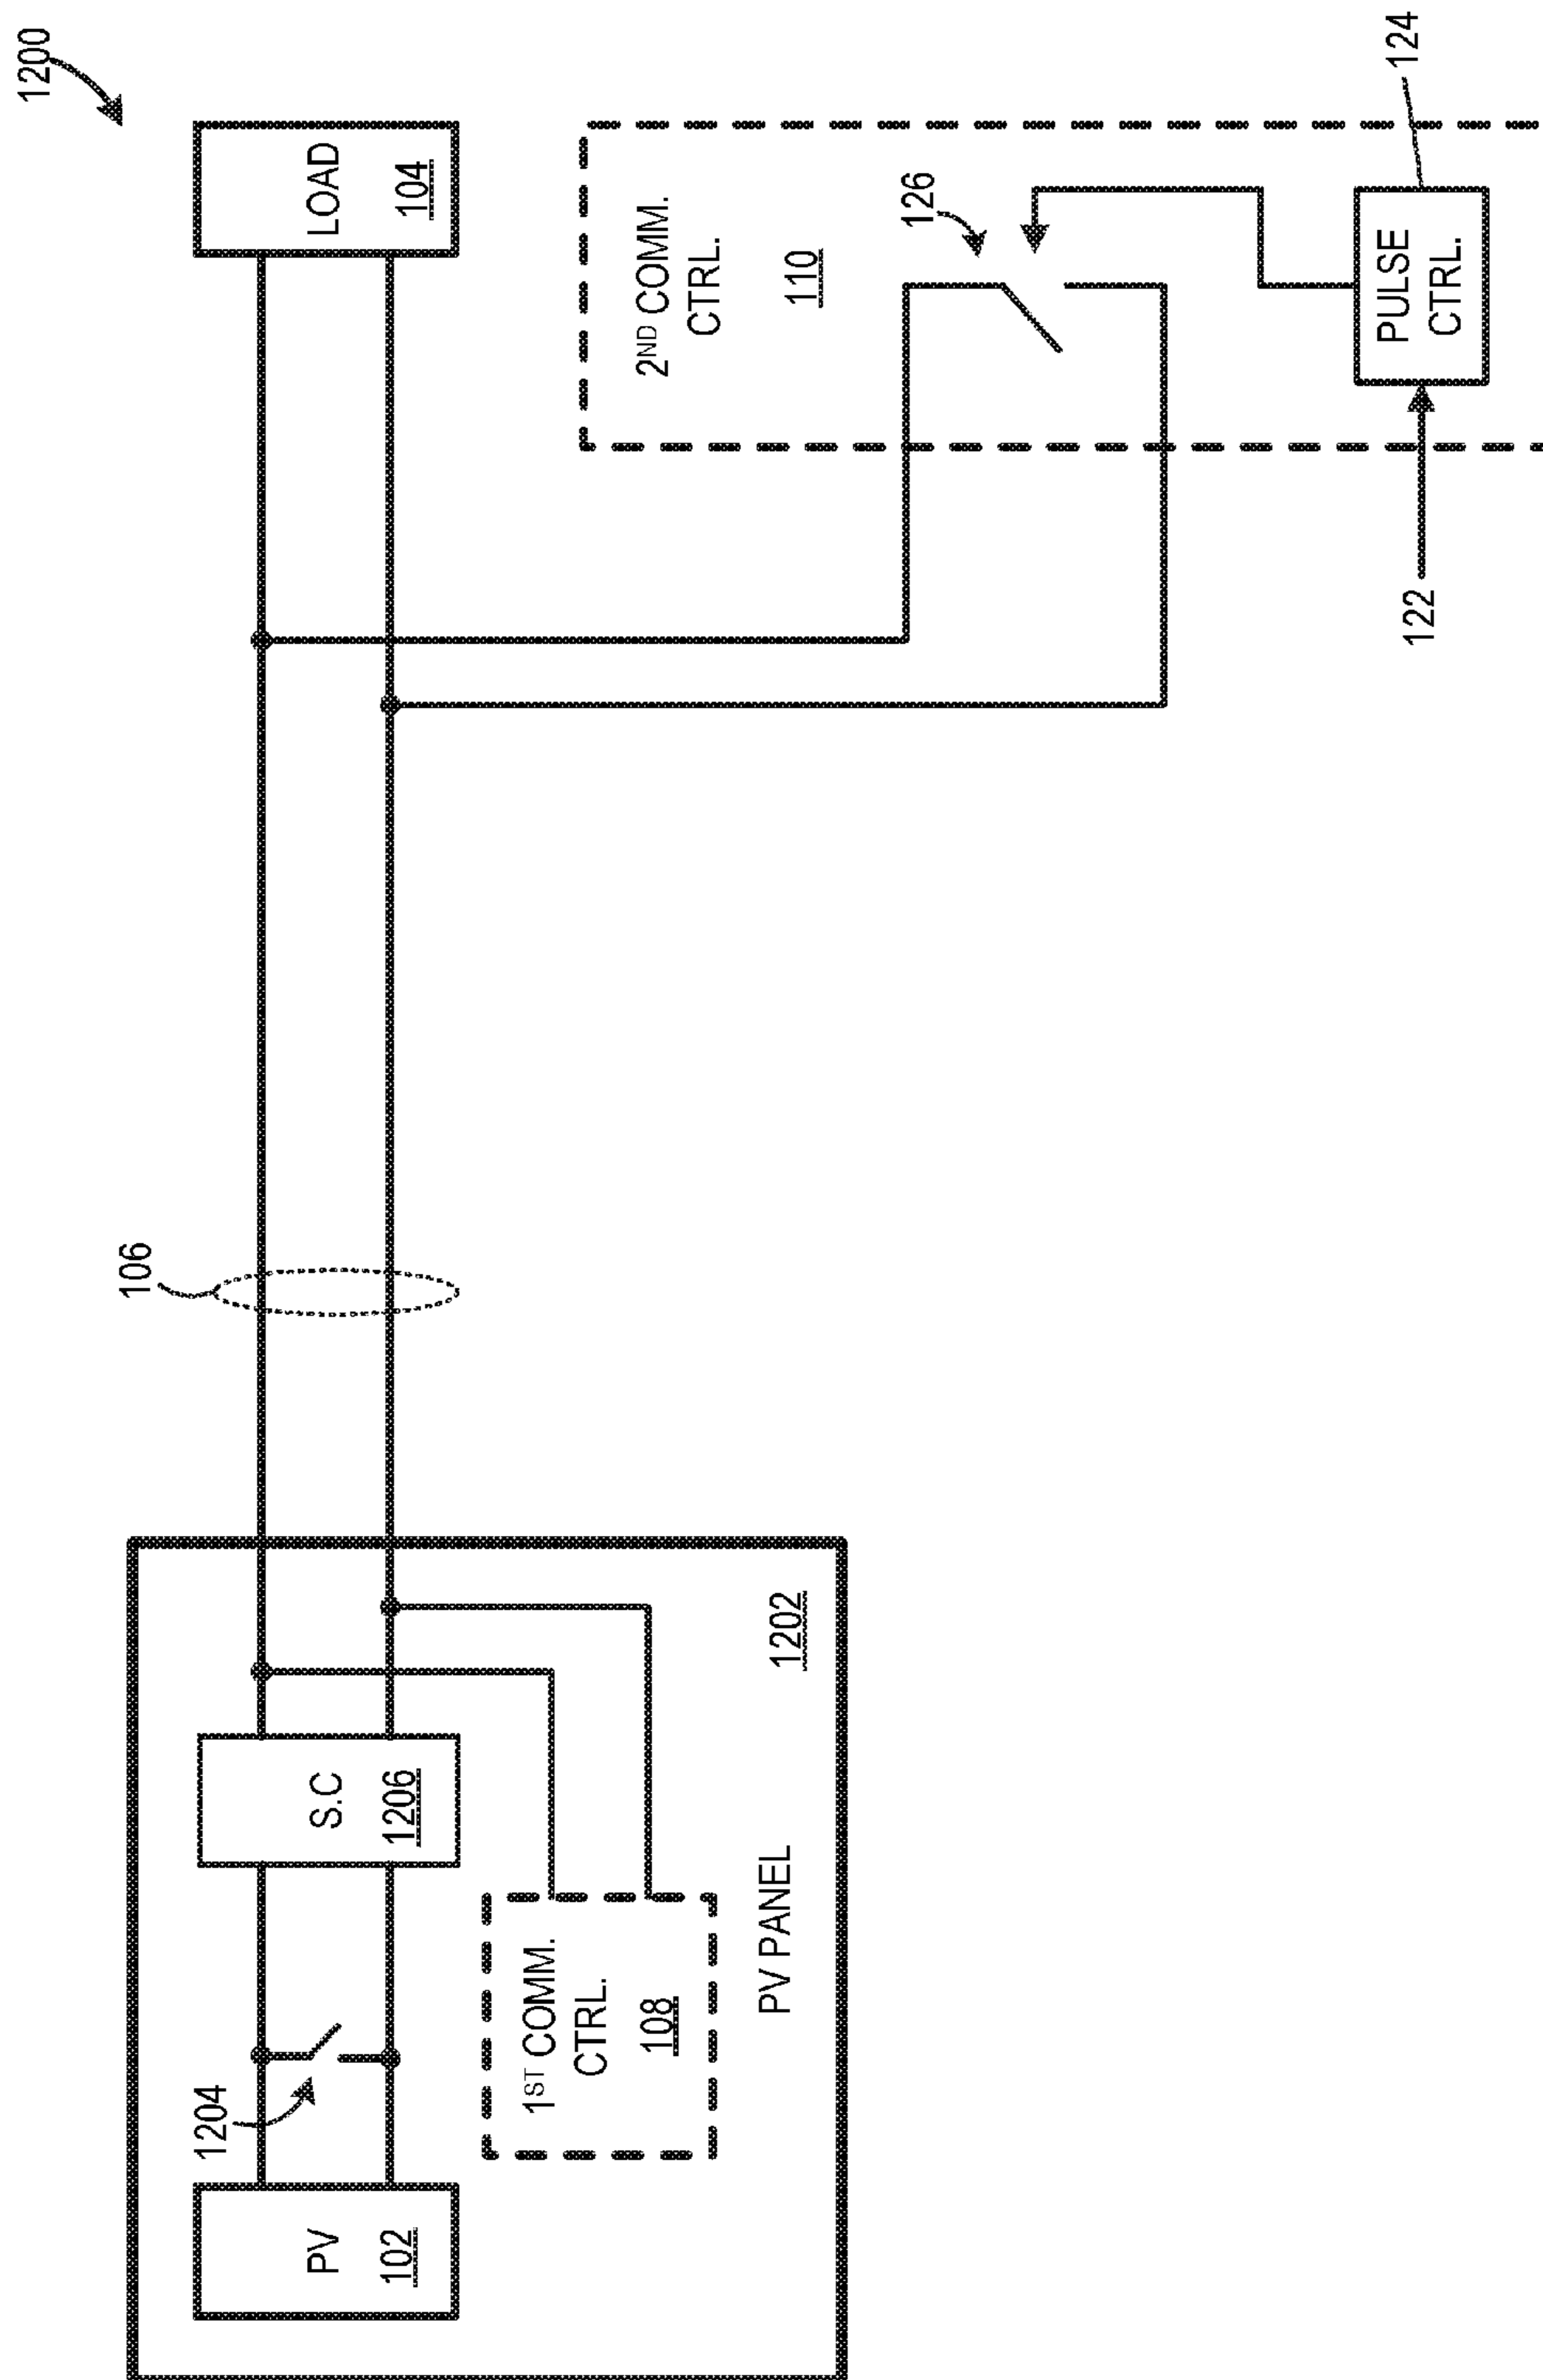 1200
PV
102
1204
S.C
1206
1ST COMM.
CTRL.
108
PV PANEL
1202
106
LOAD
104
2ND COMM.
CTRL.
110
126
122
PULSE
CTRL.
124